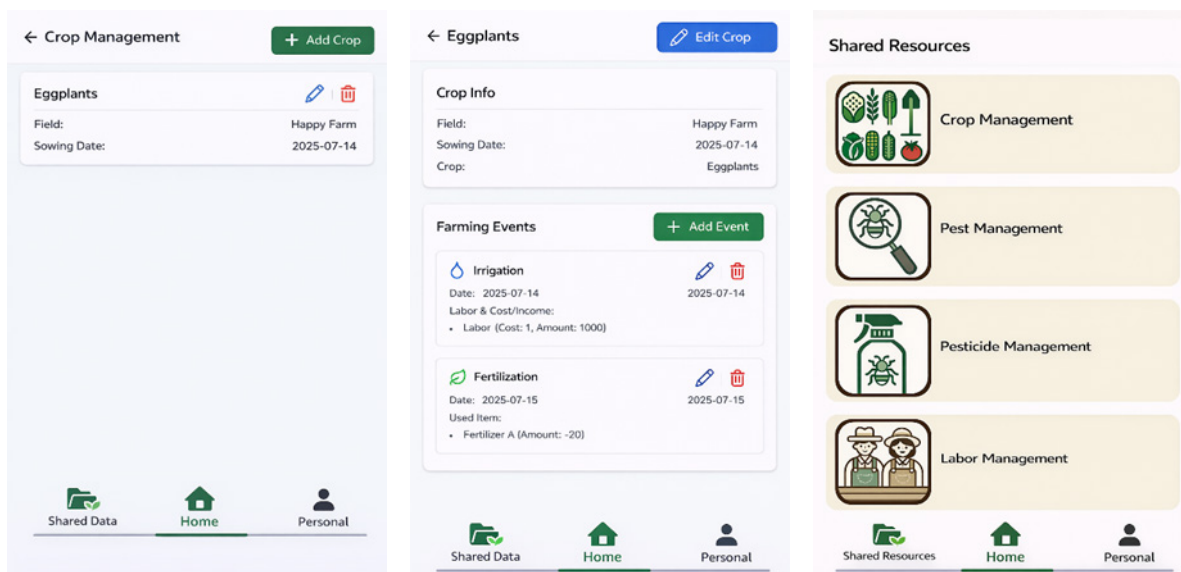 ← Crop Management
+ Add Crop
Eggplants
Field: Happy Farm
Sowing Date: 2025-07-14
Shared Data Home Personal
← Eggplants
Edit Crop
Crop Info
Field: Happy Farm
Sowing Date: 2025-07-14
Crop: Eggplants
Farming Events
+ Add Event
Irrigation
Date: 2025-07-14 2025-07-14
Labor & Cost/Income:
• Labor (Cost: 1, Amount: 1000)
Fertilization
Date: 2025-07-15 2025-07-15
Used Item:
• Fertilizer A (Amount: -20)
Shared Data Home Personal
Shared Resources
Crop Management
Pest Management
Pesticide Management
Labor Management
Shared Resources Home Personal